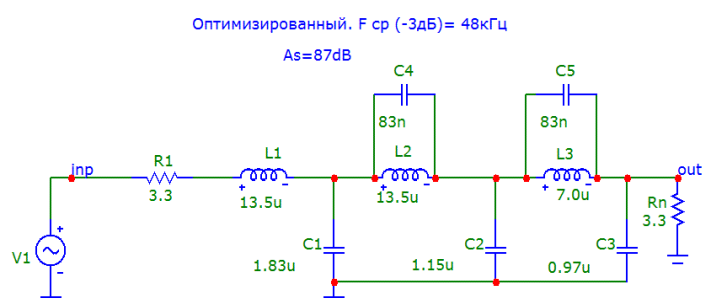 Оптимизированный. F ср (-3дБ)= 48кГц
As=87dB
C4
C5
83n
83n
inp
R1
L1
L2
L3
out
3.3
13.5u
13.5u
7.0u
Rn
3.3
V1
C1
C2
C3
1.83u
1.15u
0.97u